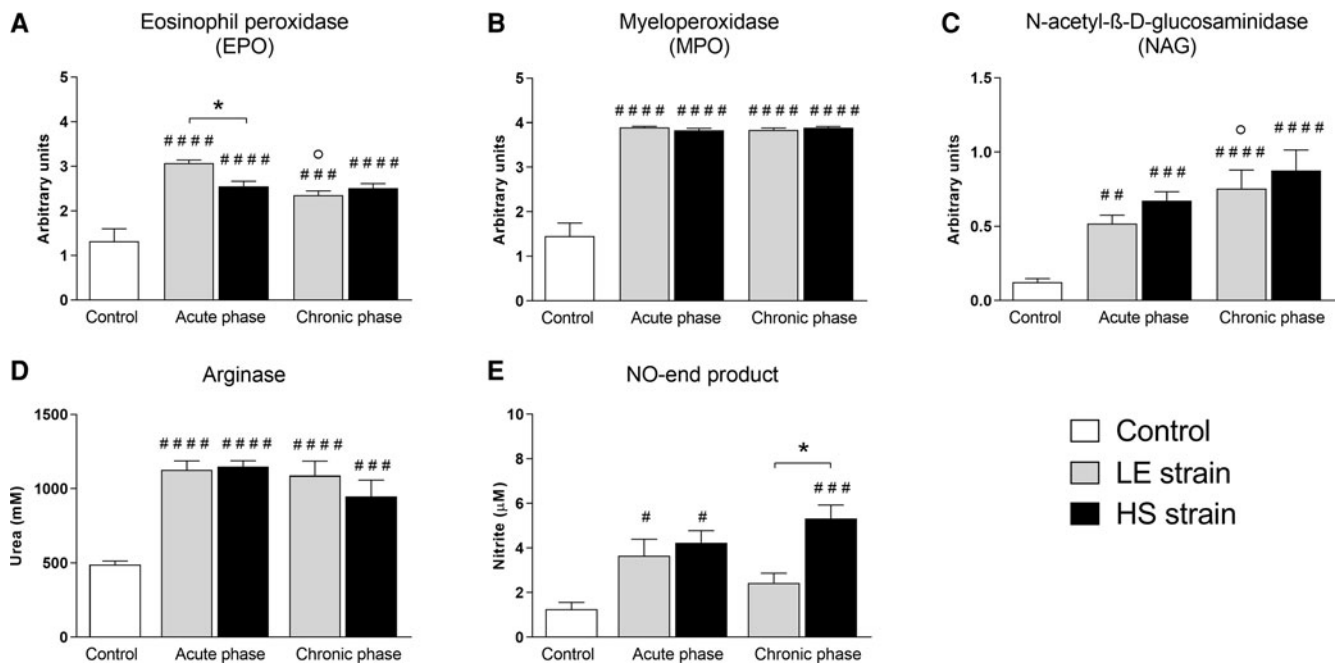 A
Eosinophil peroxidase
(EPO)
Arbitrary units
5
4
3
2
1
0
*
# # # #
# # # #
°
# # #
# # # #
Control
Acute phase
Chronic phase
B
Myeloperoxidase
(MPO)
Arbitrary units
5
4
3
2
1
0
# # # #
# # # #
# # # #
# # # #
Control
Acute phase
Chronic phase
C
N-acetyl-ß-D-glucosaminidase
(NAG)
Arbitrary units
1.5
1.0
0.5
0.0
# #
# # #
°
# # # #
# # # #
Control
Acute phase
Chronic phase
D
Arginase
Urea (mM)
1500
1000
500
0
# # # #
# # # #
# # # #
# # #
Control
Acute phase
Chronic phase
E
NO-end product
Nitrite (µM)
10
8
6
4
2
0
#
#
*
# # #
Control
Acute phase
Chronic phase
Control
LE strain
HS strain